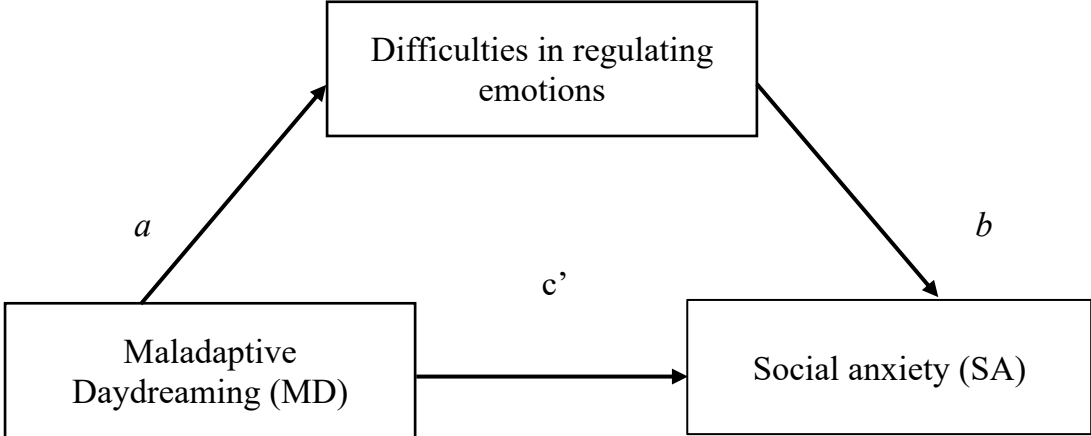 Difficulties in regulating
emotions
a
b
c’
Maladaptive
Daydreaming (MD)
Social anxiety (SA)